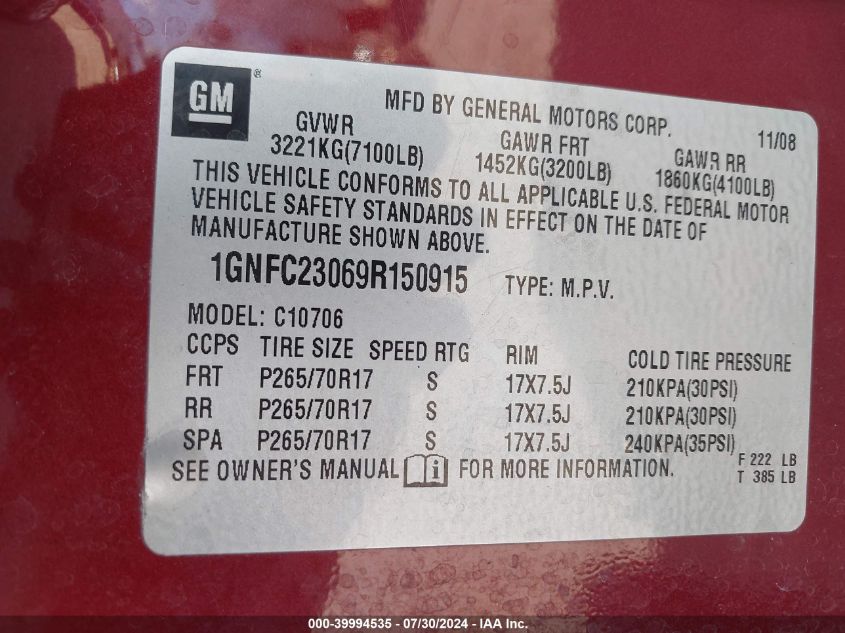 GM ®
MFD BY GENERAL MOTORS CORP.
11/08
GVWR GAWR FRT GAWR RR
3221KG(7100LB) 1452KG(3200LB) 1860KG(4100LB)
THIS VEHICLE CONFORMS TO ALL APPLICABLE U.S. FEDERAL MOTOR
VEHICLE SAFETY STANDARDS IN EFFECT ON THE DATE OF
MANUFACTURE SHOWN ABOVE.
1GNFC23069R150915 TYPE: M.P.V.
MODEL: C10706
CCPS TIRE SIZE SPEED RTG RIM COLD TIRE PRESSURE
FRT P265/70R17 S 17X7.5J 210KPA(30PSI)
RR P265/70R17 S 17X7.5J 210KPA(30PSI)
SPA P265/70R17 S 17X7.5J 240KPA(35PSI)
SEE OWNER'S MANUAL i FOR MORE INFORMATION.
F 222 LB
T 385 LB
000-39994535 - 07/30/2024 - IAAI.COM